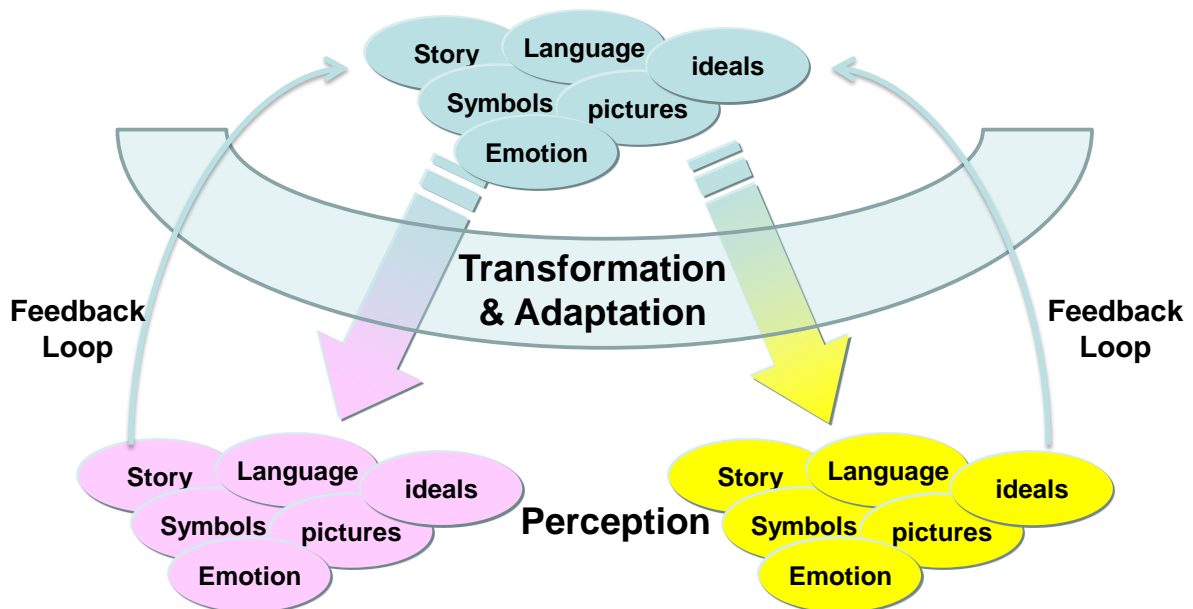 Story
Language
ideals
Symbols
pictures
Emotion
Transformation
& Adaptation
Feedback
Loop
Feedback
Loop
Story
Language
ideals
Symbols
pictures
Emotion
Perception
Story
Language
ideals
Symbols
pictures
Emotion